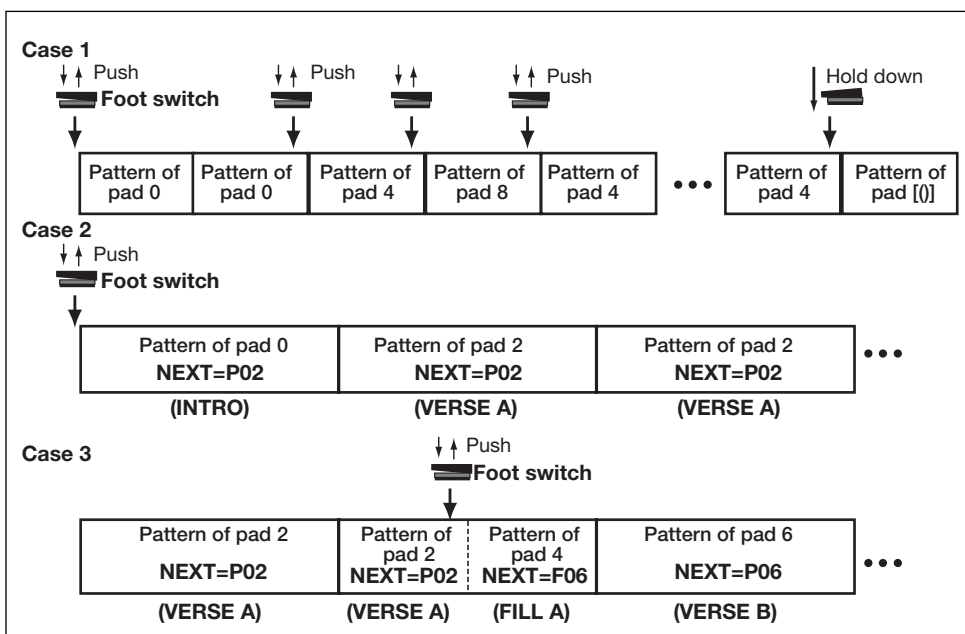 Case 1
Push
Foot switch
Push
Push
Hold down
Pattern of
pad 0
Pattern of
pad 0
Pattern of
pad 4
Pattern of
pad 8
Pattern of
pad 4
•••
Pattern of
pad 4
Pattern of
pad [()]
Case 2
Push
Foot switch
Pattern of pad 0
NEXT=P02
(INTRO)
Pattern of pad 2
NEXT=P02
(VERSE A)
Pattern of pad 2
NEXT=P02
(VERSE A)
•••
Case 3
Push
Foot switch
Pattern of pad 2
NEXT=P02
(VERSE A)
Pattern of
pad 2
NEXT=P02
(VERSE A)
Pattern of
pad 4
NEXT=F06
(FILL A)
Pattern of pad 6
NEXT=P06
(VERSE B)
•••